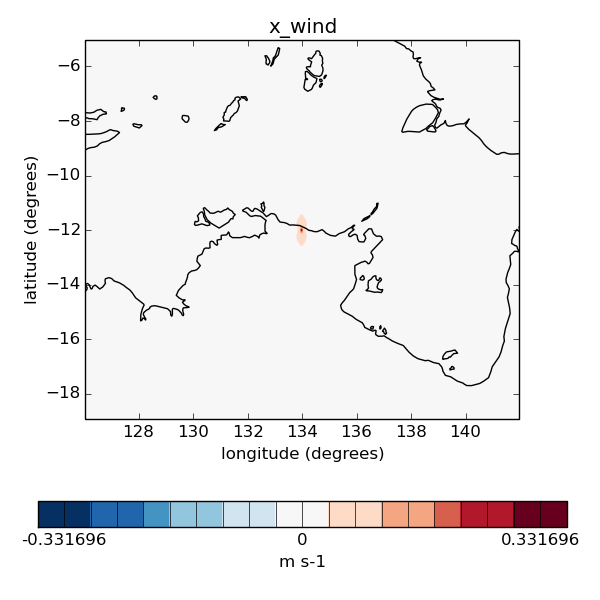 x_wind
−6
−8
−10
−12
−14
−16
−18
latitude (degrees)
128 130 132 134 136 138 140
longitude (degrees)
-0.331696 0 0.331696
m s-1